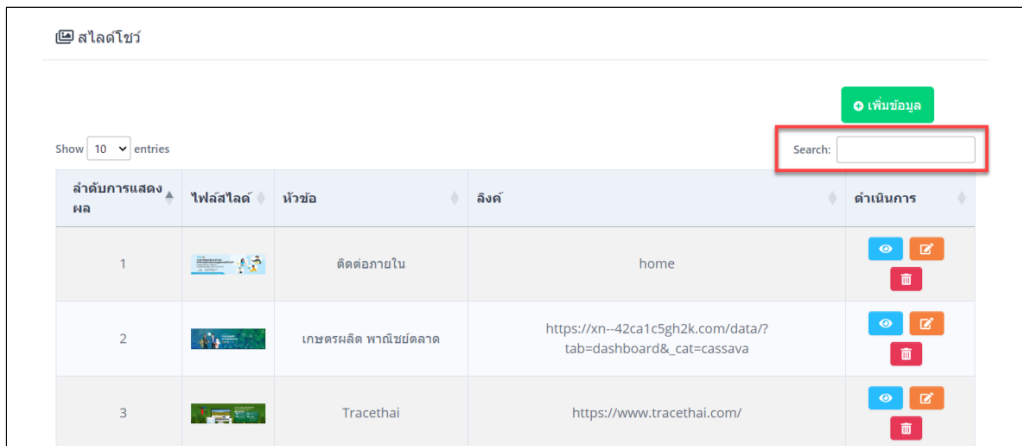 สไลด์โชว์
เพิ่มข้อมูล
Show 10 entries
Search:
ลำดับการแสดง
ผล
ไฟล์สไลด์
หัวข้อ
ลิงค์
ดำเนินการ
1
ติดต่อภายใน
home
2
เกษตรผลิต พาณิชย์ตลาด
https://xn--42ca1c5gh2k.com/data/?
tab=dashboard&_cat=cassava
3
Tracethai
https://www.tracethai.com/